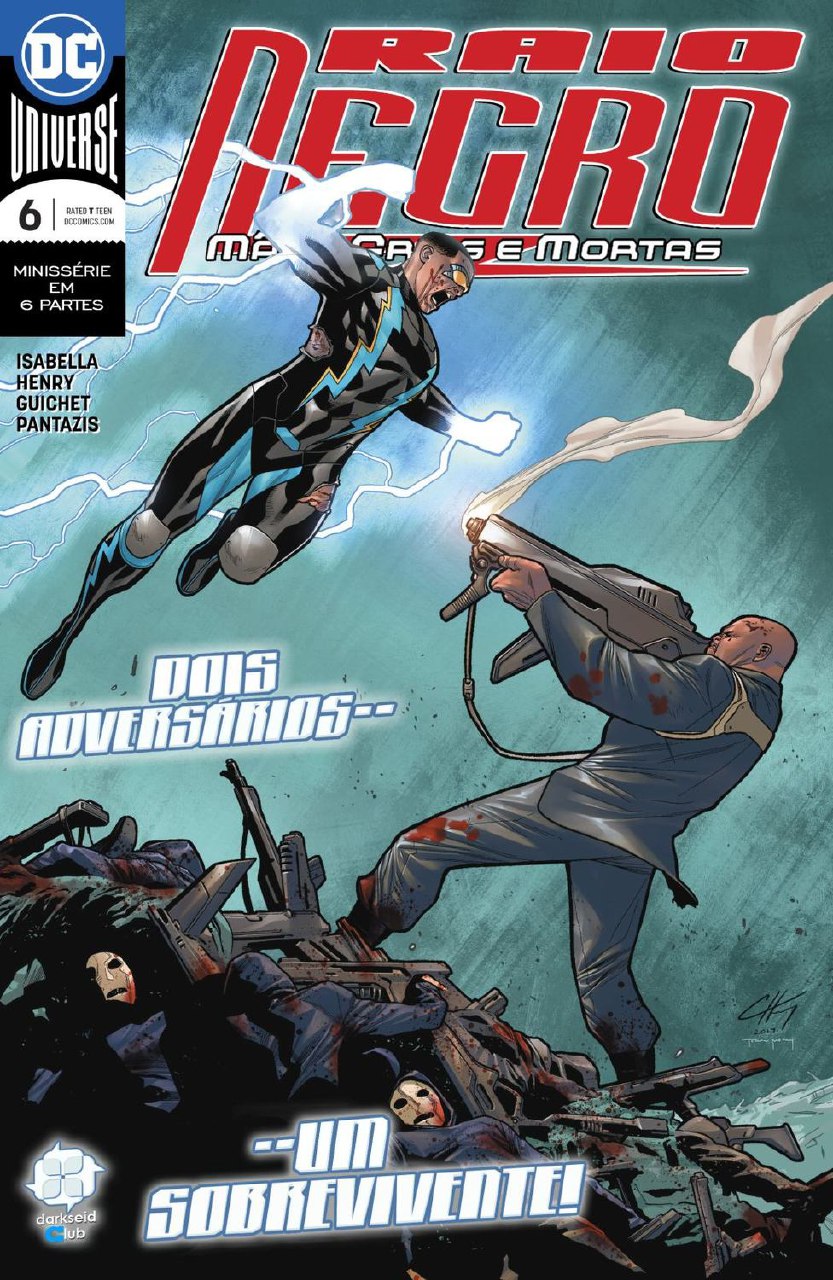 DC
UNIVERSE
6
RATED T TEEN
DCCOMICS.COM
MINISSÉRIE
EM
6 PARTES
RAIO
NEGRO
E MORTAS
ISABELLA
HENRY
GUICHET
PANTAZIS
DOIS
ADVERSÁRIOS--
2017
--UM
SOBREVIVENTE!
darkseid
Club